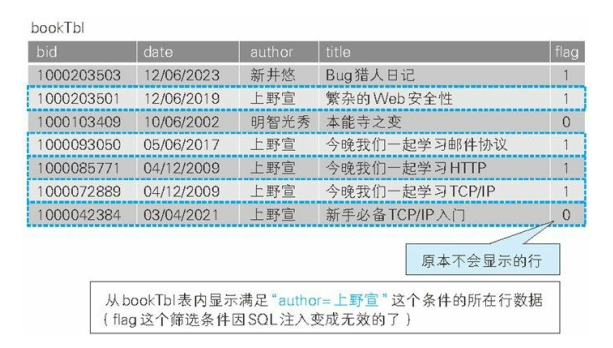 bookTbl
bid date author title flag
1000203503 12/06/2023 新井悠 Bug猎人日记 1
1000203501 12/06/2019 上野宣 繁杂的Web安全性 1
1000103409 10/06/2002 明智光秀 本能寺之变 0
1000093050 05/06/2017 上野宣 今晚我们一起学习邮件协议 1
1000085771 04/12/2009 上野宣 今晚我们一起学习HTTP 1
1000072889 04/12/2009 上野宣 今晚我们一起学习TCP/IP 1
1000042384 03/04/2021 上野宣 新手必备TCP/IP入门 0
原本不会显示的行
从bookTbl表内显示满足“author=上野宣”这个条件的所在行数据
{ flag这个筛选条件因SQL注入变成无效的了 }